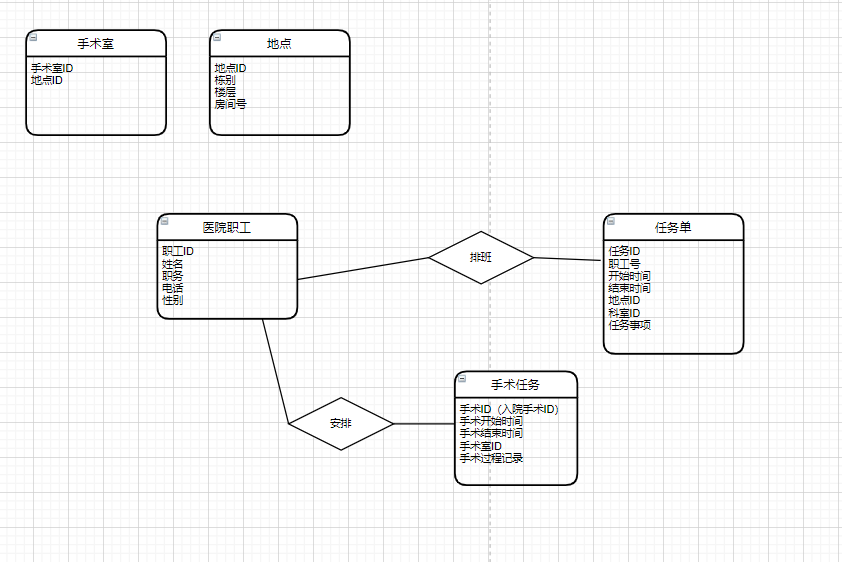 手术室
手术室ID
地点ID
地点
地点ID
栋别
楼层
房间号
医院职工
职工ID
姓名
职务
电话
性别
排班
任务单
任务ID
职工号
开始时间
结束时间
地点ID
科室ID
任务事项
安排
手术任务
手术ID（入院手术ID）
手术开始时间
手术结束时间
手术室ID
手术过程记录